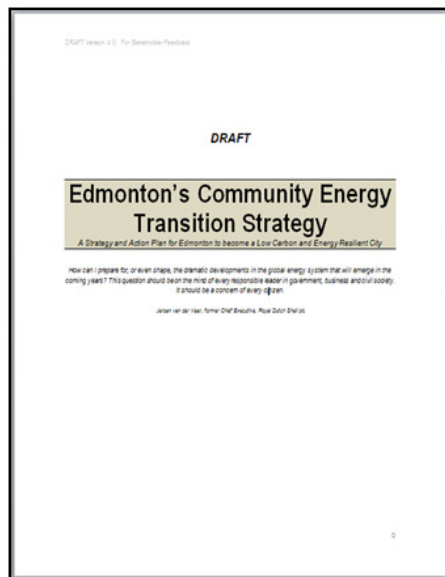 DRAFT Version 4.0 For Stakeholder Feedback
DRAFT
Edmonton's Community Energy
Transition Strategy
A Strategy and Action Plan for Edmonton to become a Low Carbon and Energy Resilient City
How can I prepare for, or even shape, the dramatic developments in the global energy system that will emerge in the
coming years? This question should be on the mind of every responsible leader in government, business and civil society.
It should be a concern of every citizen.
Jeroen van der Veer, former Chief Executive, Royal Dutch Shell plc
0